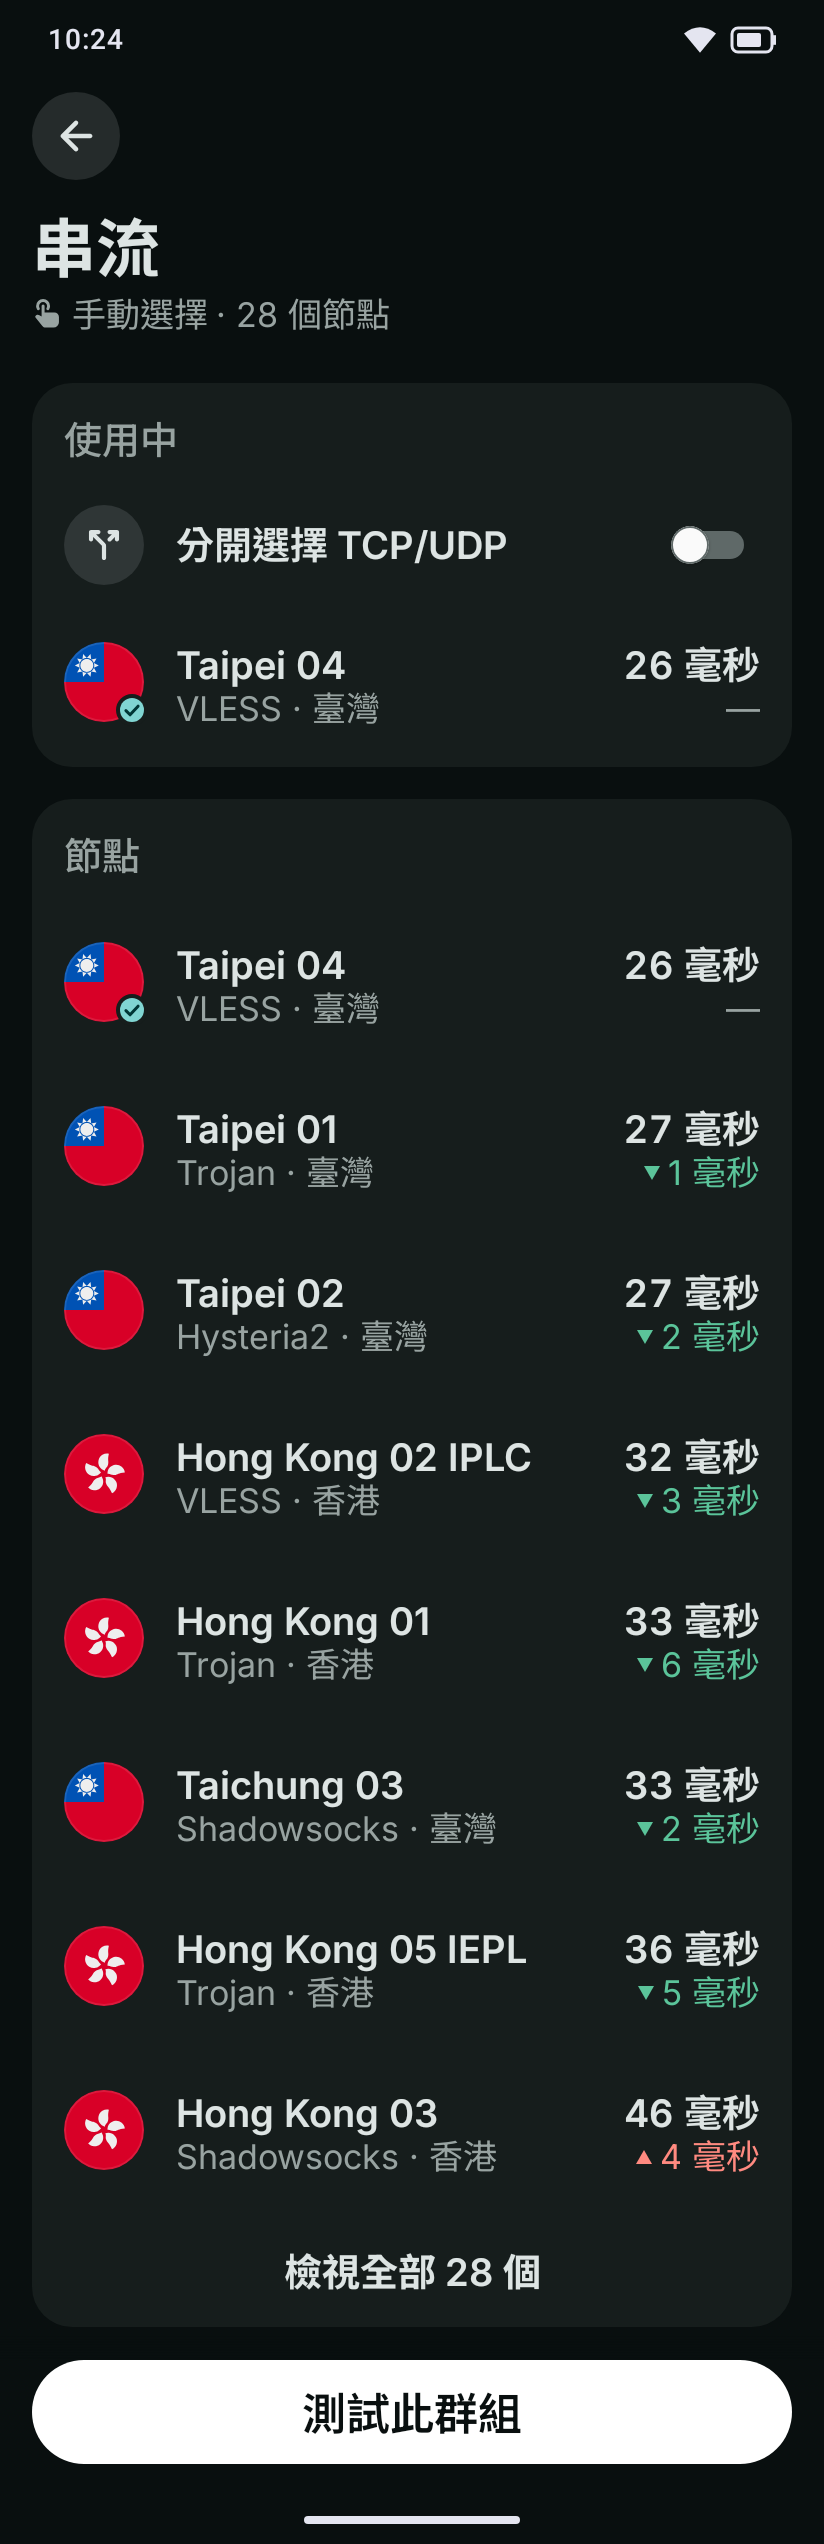 10:24
串流
手動選擇 · 28 個節點
使用中
分開選擇 TCP/UDP
Taipei 04
26 毫秒
VLESS · 臺灣
—
節點
Taipei 04
26 毫秒
VLESS · 臺灣
—
Taipei 01
27 毫秒
Trojan · 臺灣
▼1 毫秒
Taipei 02
27 毫秒
Hysteria2 · 臺灣
▼2 毫秒
Hong Kong 02 IPLC
32 毫秒
VLESS · 香港
▼3 毫秒
Hong Kong 01
33 毫秒
Trojan · 香港
▼6 毫秒
Taichung 03
33 毫秒
Shadowsocks · 臺灣
▼2 毫秒
Hong Kong 05 IEPL
36 毫秒
Trojan · 香港
▼5 毫秒
Hong Kong 03
46 毫秒
Shadowsocks · 香港
▲4 毫秒
檢視全部 28 個
測試此群組